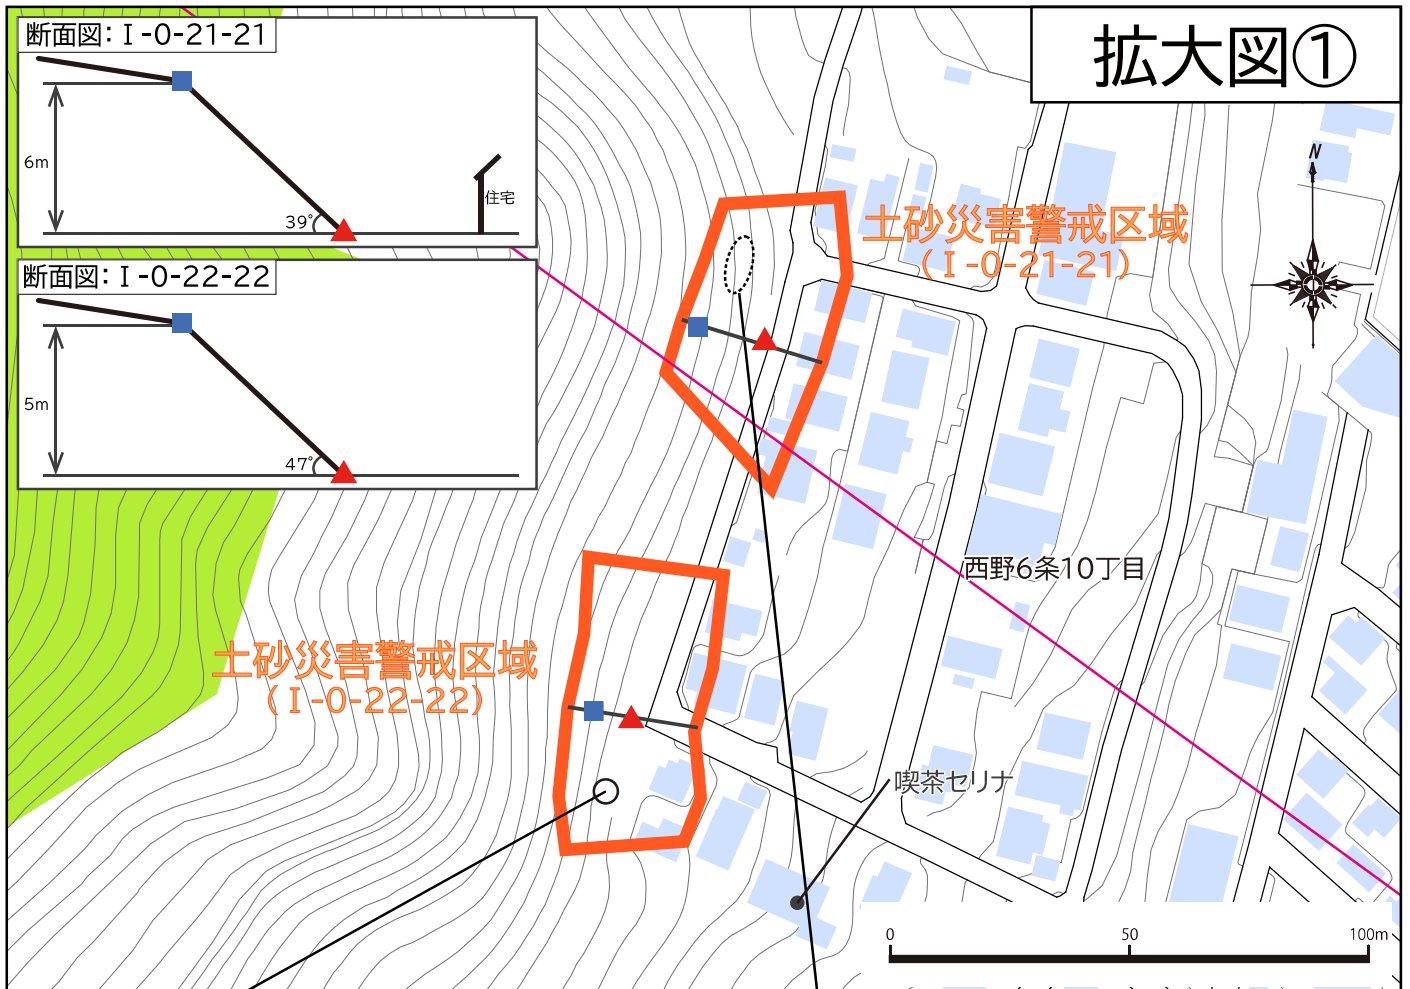 断面図：Ⅰ-0-21-21
6m
39°
住宅
断面図：Ⅰ-0-22-22
5m
47°
拡大図①
N
土砂災害警戒区域
（Ⅰ-0-21-21）
西野6条10丁目
土砂災害警戒区域
（Ⅰ-0-22-22）
喫茶セリナ
0 50 100m